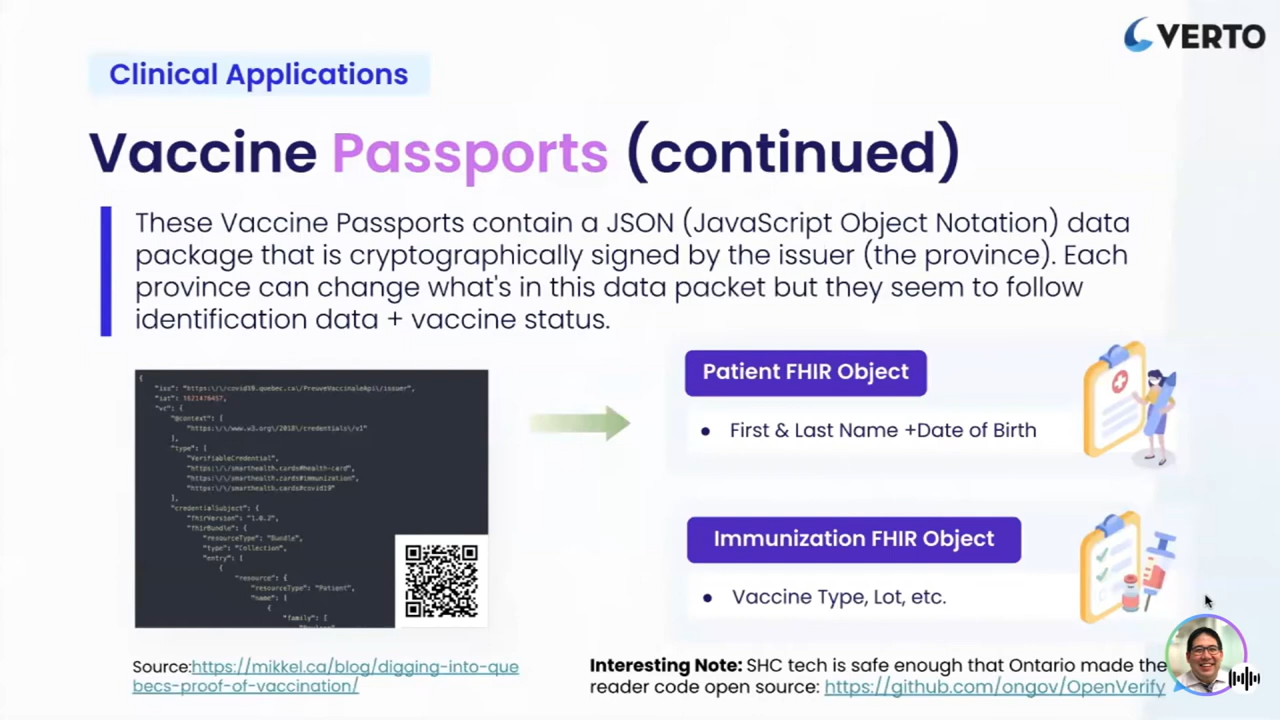 VERTO
Clinical Applications
Vaccine Passports (continued)
These Vaccine Passports contain a JSON (JavaScript Object Notation) data
package that is cryptographically signed by the issuer (the province). Each
province can change what's in this data packet but they seem to follow
identification data + vaccine status.
{
"iss": "https:\/\/covid19.quebec.ca\/PreuveVaccinaleApi\/issuer",
"iat": 1621476457,
"vc": {
"@context": [
"https:\/\/www.w3.org\/2018\/credentials\/v1"
],
"type": [
"VerifiableCredential",
"https:\/\/smarthealth.cards#health-card",
"https:\/\/smarthealth.cards#immunization",
"https:\/\/smarthealth.cards#covid19"
],
"credentialSubject": {
"fhirVersion": "1.0.2",
"fhirBundle": {
"resourceType": "Bundle",
"type": "Collection",
"entry": [
{
"resource": {
"resourceType": "Patient",
"name": [
{
"family": [
Patient FHIR Object
• First & Last Name +Date of Birth
Immunization FHIR Object
• Vaccine Type, Lot, etc.
Source:https://mikkel.ca/blog/digging-into-que
becs-proof-of-vaccination/
Interesting Note: SHC tech is safe enough that Ontario made the
reader code open source: https://github.com/ongov/OpenVerify